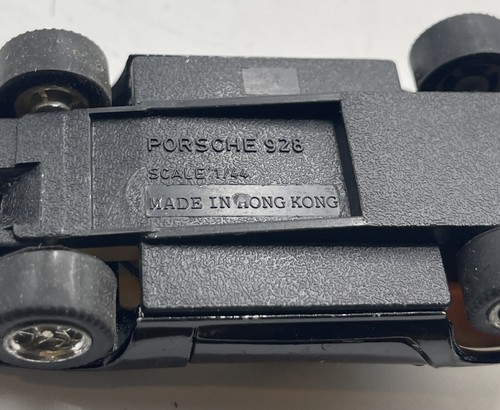 PORSCHE 928
SCALE 1/44
MADE IN HONG KONG